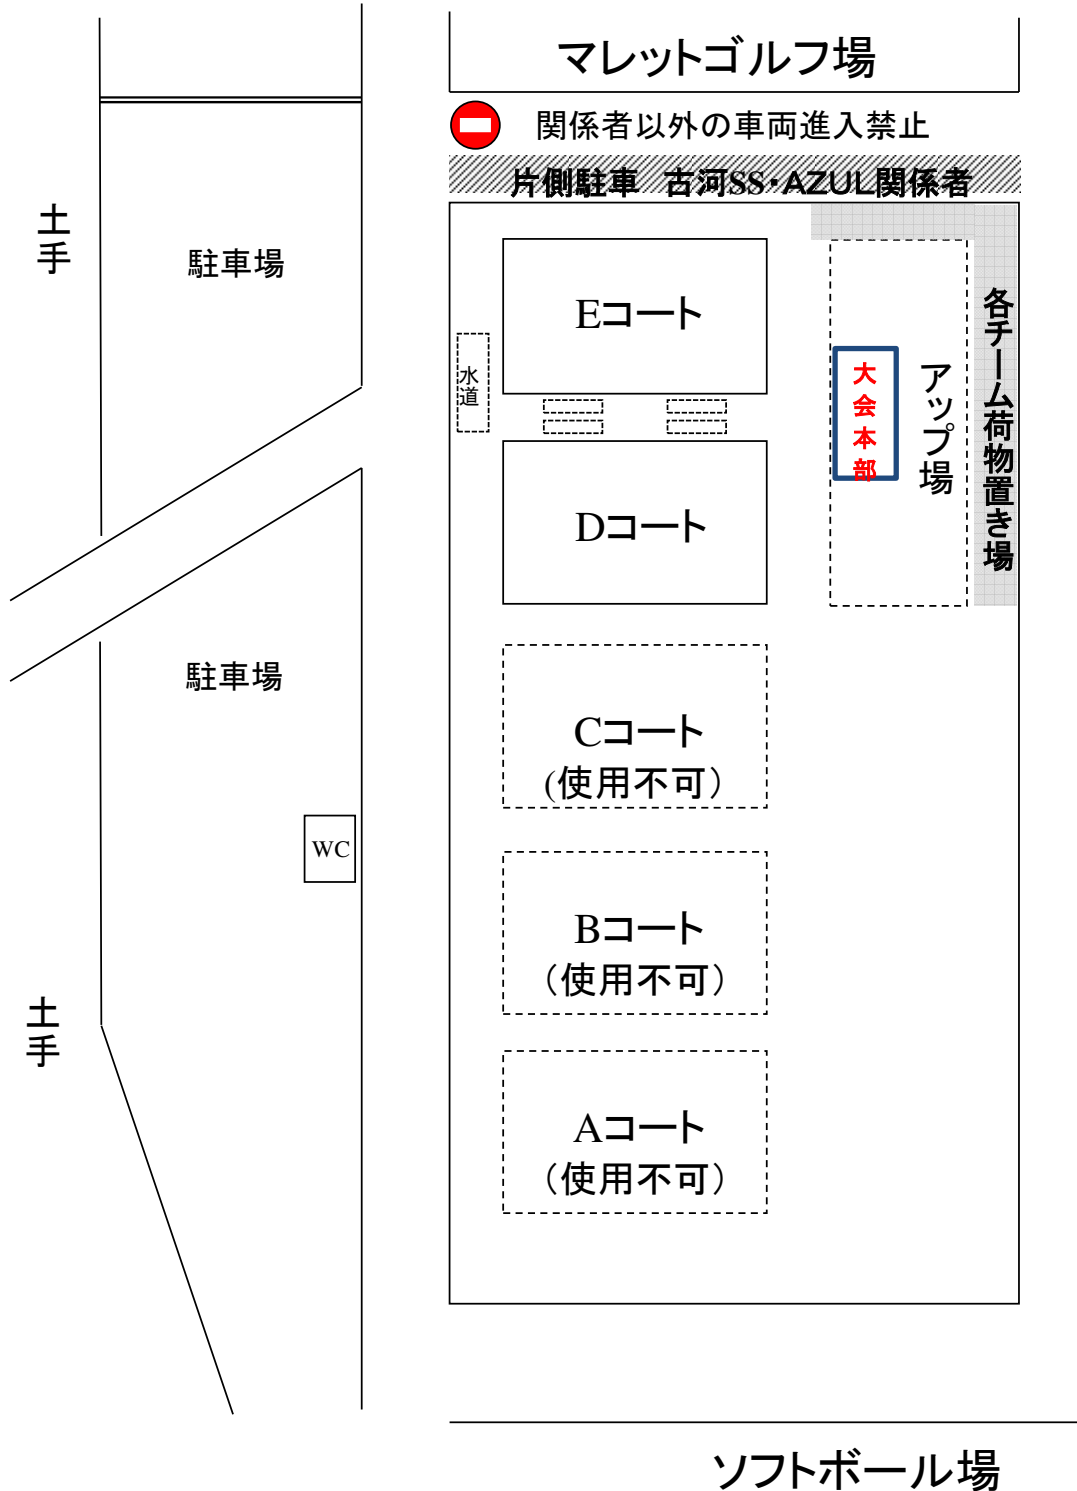 マレットゴルフ場
関係者以外の車両進入禁止
片側駐車　古河SS・AZUL関係者
土手
駐車場
Eコート
水道
大会本部
アップ場
各チーム荷物置き場
Dコート
駐車場
Cコート
(使用不可）
WC
Bコート
（使用不可）
土手
Aコート
（使用不可）
ソフトボール場